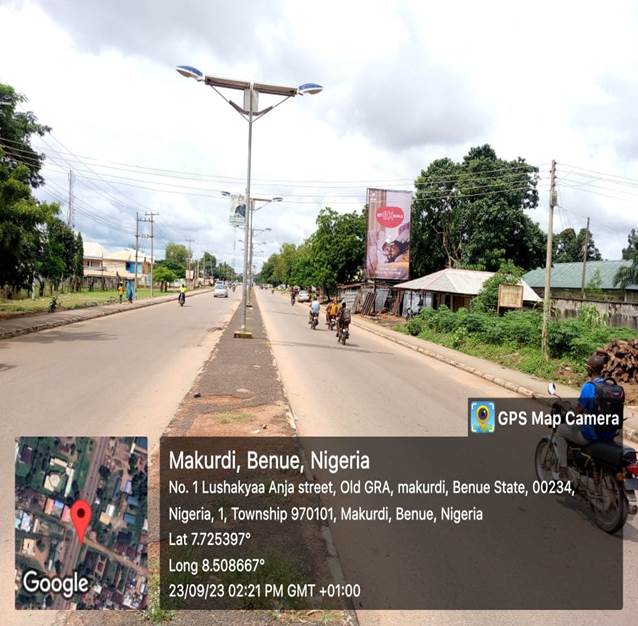 GPS Map Camera
Makurdi, Benue, Nigeria
No. 1 Lushakyaa Anja street, Old GRA, makurdi, Benue State, 00234,
Nigeria, 1, Township 970101, Makurdi, Benue, Nigeria
Lat 7.725397°
Long 8.508667°
23/09/23 02:21 PM GMT +01:00
Google